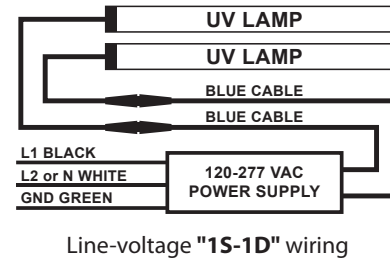 UV LAMP
UV LAMP
BLUE CABLE
BLUE CABLE
L1 BLACK
L2 or N WHITE
GND GREEN
120-277 VAC
POWER SUPPLY
Line-voltage "1S-1D" wiring